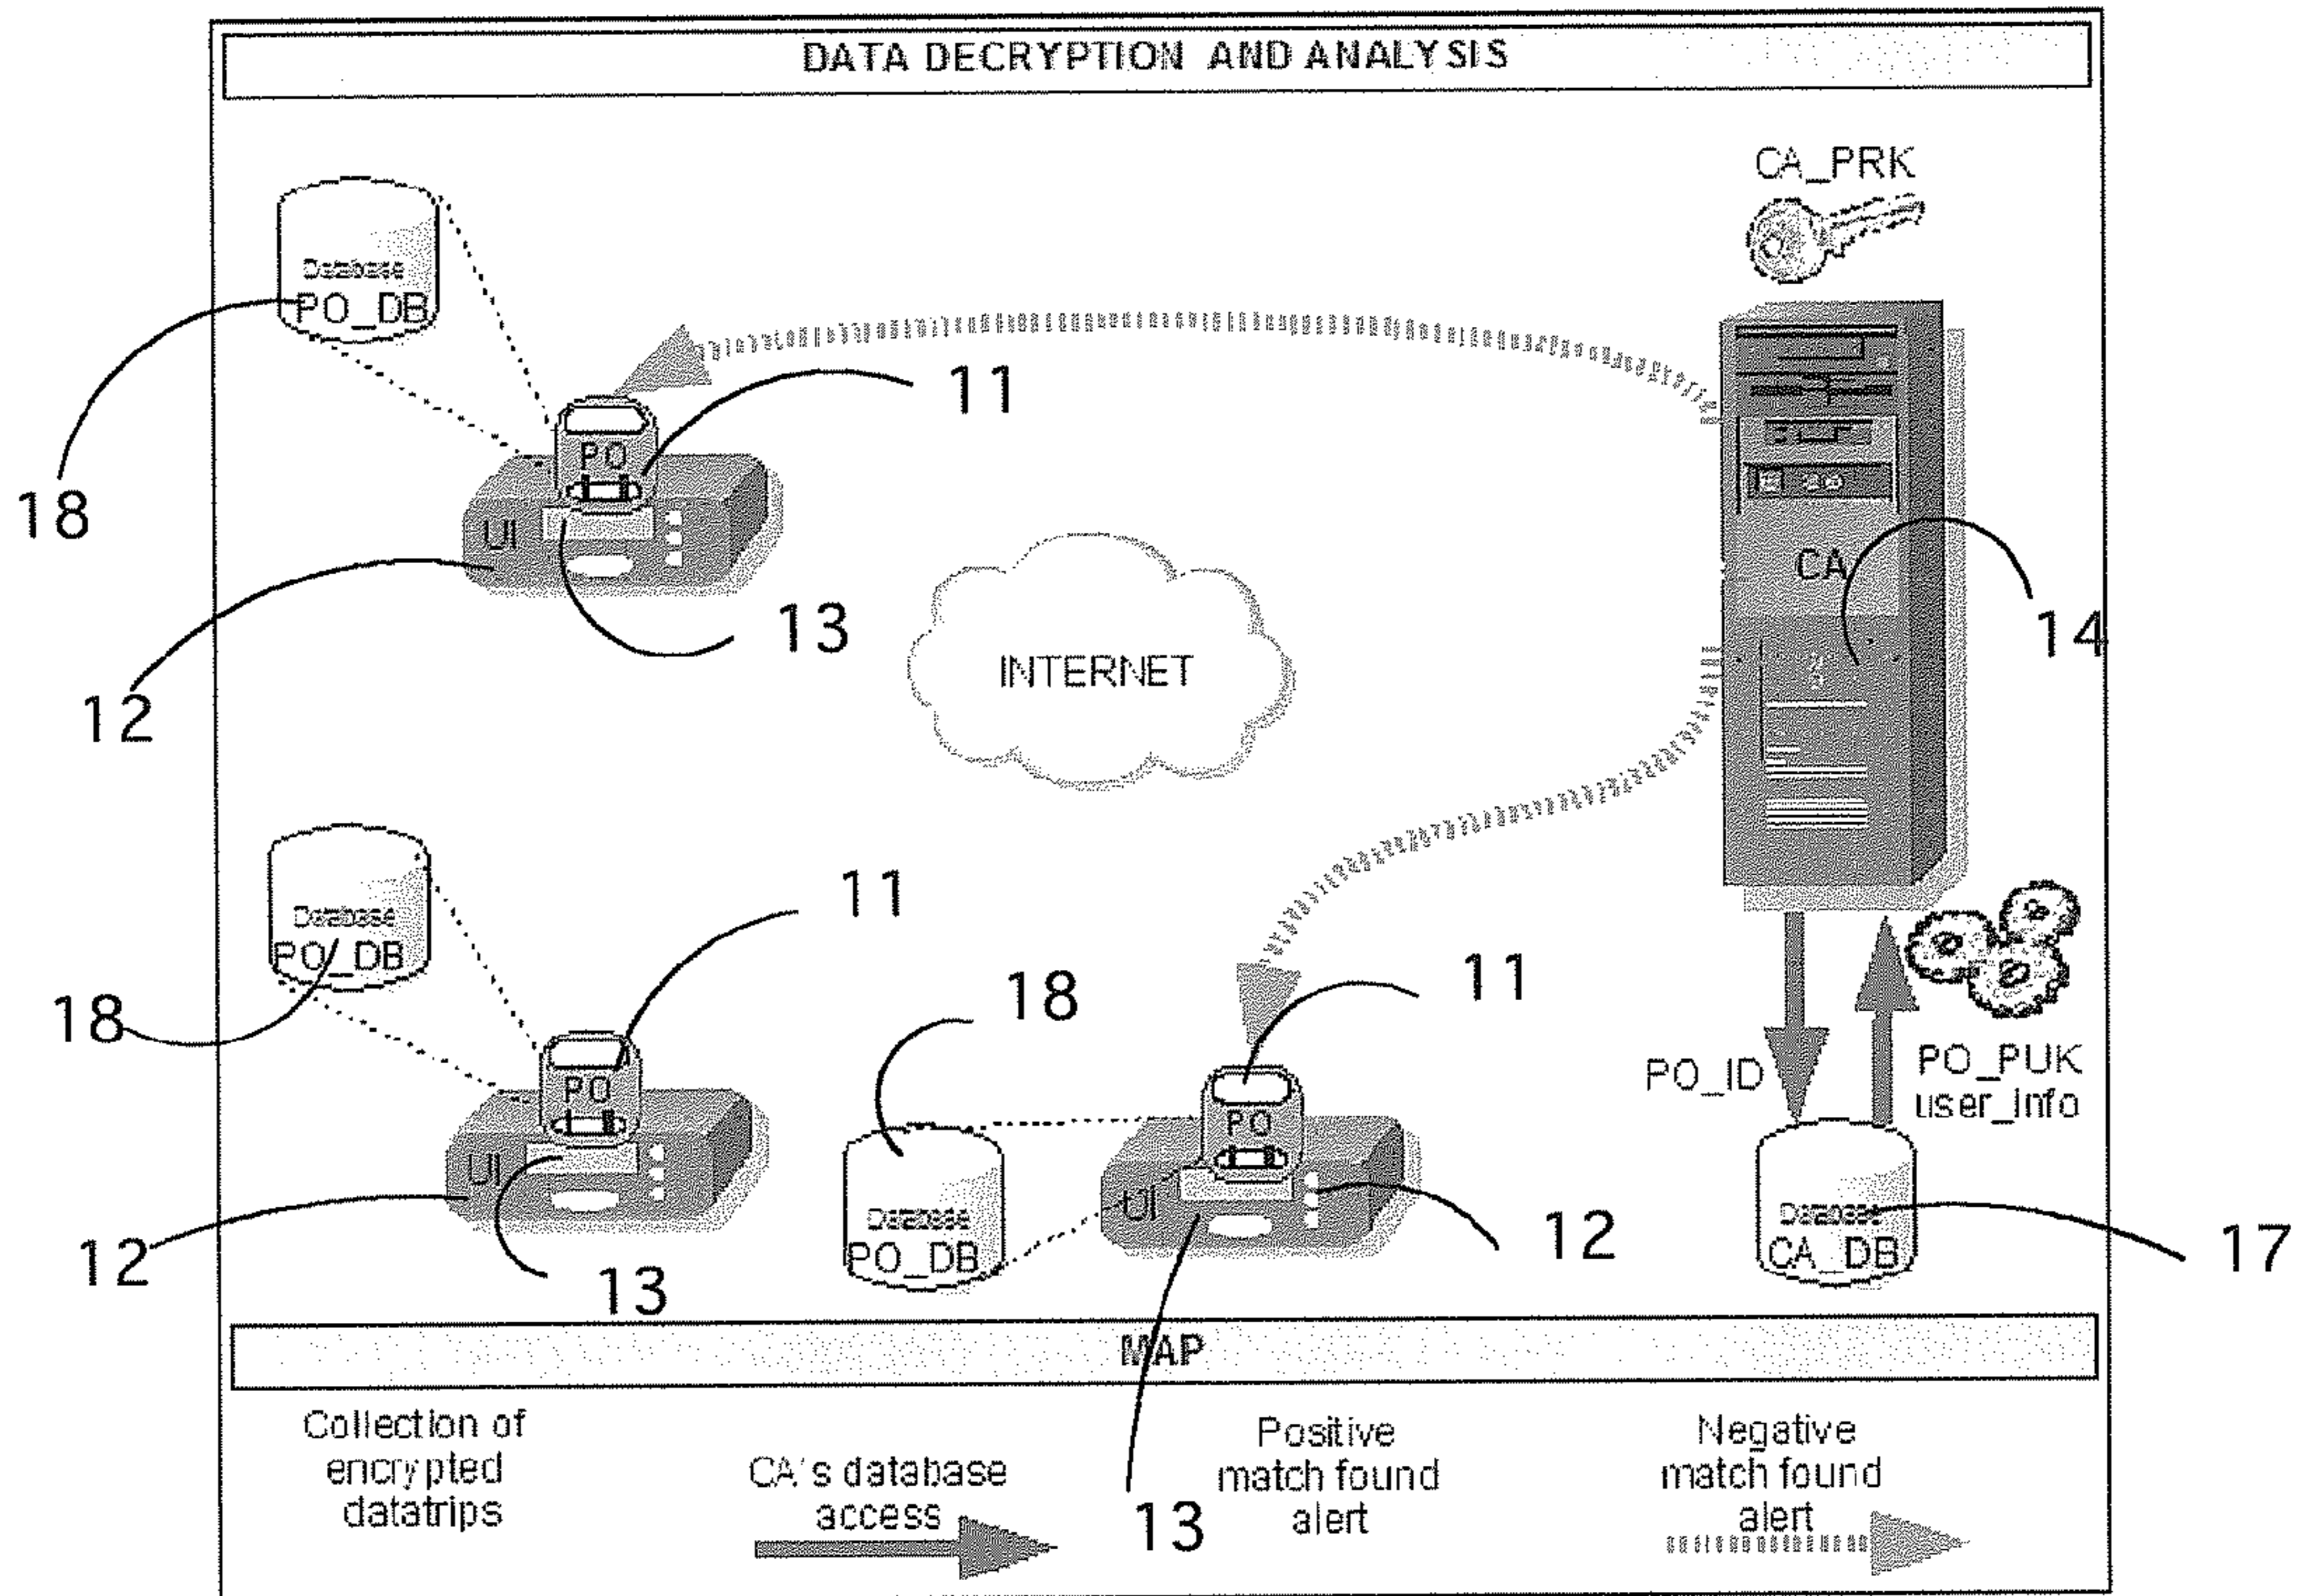 DATA DECRYPTION AND ANALYSIS
CA_PRK
Database
PO_DB
11
PO
18
UI
CA
13
14
INTERNET
12
11
Database
PO_DB
18
11
18
PO
PO_ID
PO_PUK
user_info
PO
UI
UI
12
12
13
Database
PO_DB
Database
CA_DB
17
MAP
Collection of
encrypted
datatrips
CA's database
access
Positive
match found
alert
Negative
match found
alert
13